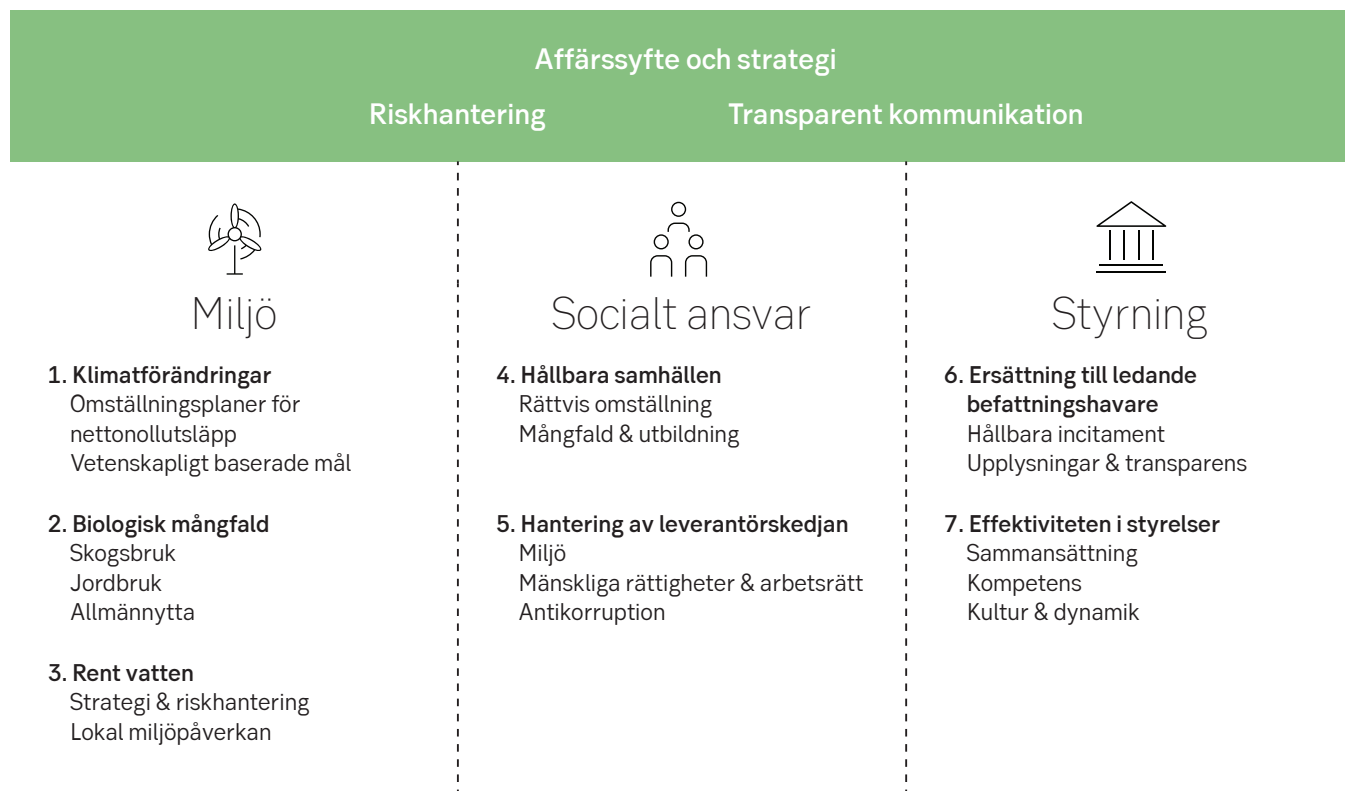 Affärssyfte och strategi
Riskhantering
Transparent kommunikation
Miljö
1. Klimatförändringar
Omställningsplaner för
nettonollutsläpp
Vetenskapligt baserade mål
2. Biologisk mångfald
Skogsbruk
Jordbruk
Allmännytta
3. Rent vatten
Strategi & riskhantering
Lokal miljöpåverkan
Socialt ansvar
4. Hållbara samhällen
Rättvis omställning
Mångfald & utbildning
5. Hantering av leverantörskedjan
Miljö
Mänskliga rättigheter & arbetsrätt
Antikorruption
Styrning
6. Ersättning till ledande
befattningshavare
Hållbara incitament
Upplysningar & transparens
7. Effektiviteten i styrelser
Sammansättning
Kompetens
Kultur & dynamik